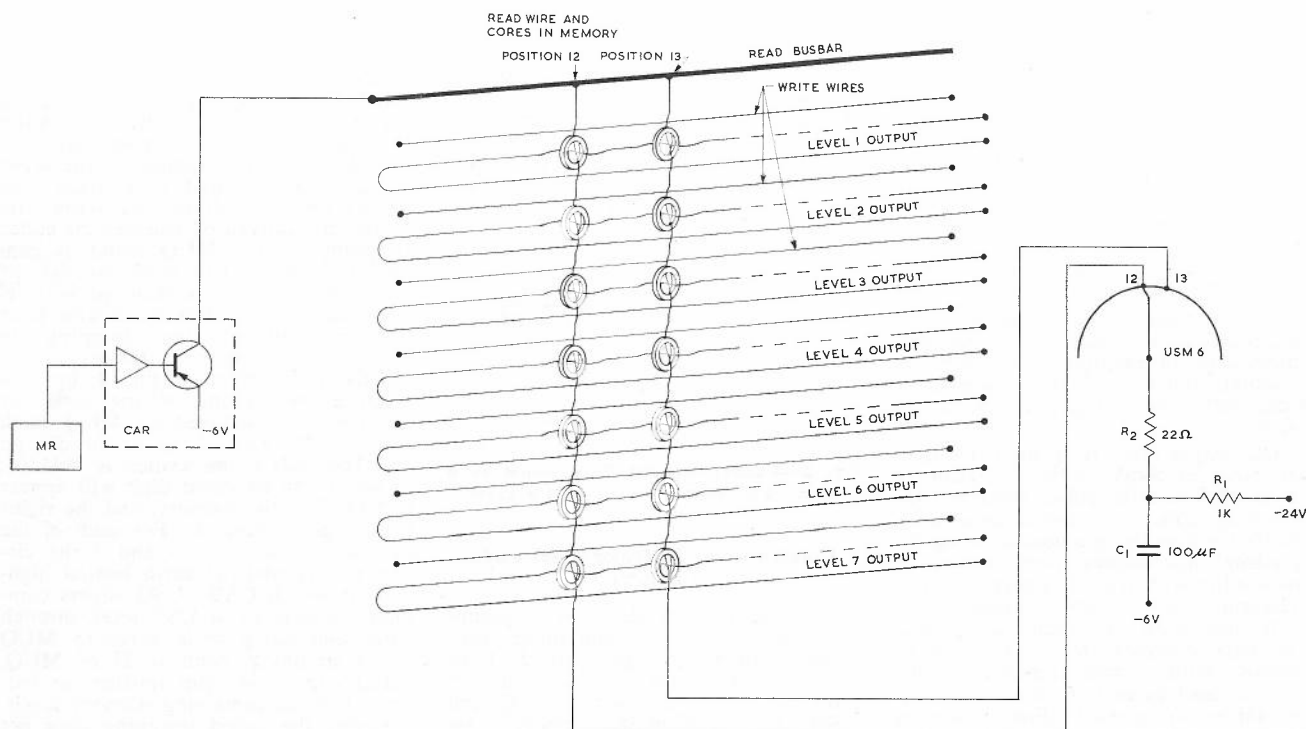 READ WIRE AND
CORES IN MEMORY
POSITION 12 POSITION 13
READ BUSBAR
WRITE WIRES
LEVEL 1 OUTPUT
LEVEL 2 OUTPUT
LEVEL 3 OUTPUT
LEVEL 4 OUTPUT
LEVEL 5 OUTPUT
LEVEL 6 OUTPUT
LEVEL 7 OUTPUT
MR
CAR
-6V
12 13
USM 6
R2
22Ω
R1
1K
-24V
C1
100µF
-6V